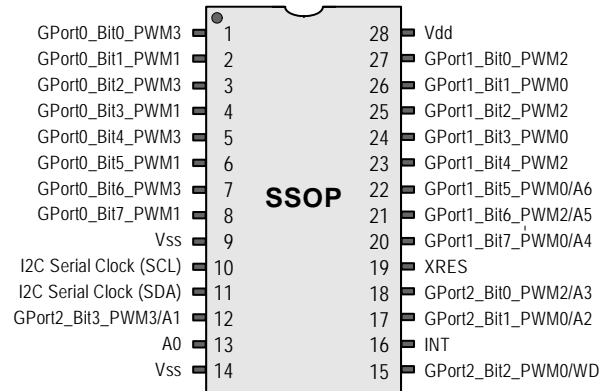 GPort0_Bit0_PWM3 1 28 Vdd
GPort0_Bit1_PWM1 2 27 GPort1_Bit0_PWM2
GPort0_Bit2_PWM3 3 26 GPort1_Bit1_PWM0
GPort0_Bit3_PWM1 4 25 GPort1_Bit2_PWM2
GPort0_Bit4_PWM3 5 24 GPort1_Bit3_PWM0
GPort0_Bit5_PWM1 6 23 GPort1_Bit4_PWM2
GPort0_Bit6_PWM3 7 22 GPort1_Bit5_PWM0/A6
SSOP
GPort0_Bit7_PWM1 8 21 GPort1_Bit6_PWM2/A5
Vss 9 20 GPort1_Bit7_PWM0/A4
I2C Serial Clock (SCL) 10 19 XRES
I2C Serial Clock (SDA) 11 18 GPort2_Bit0_PWM2/A3
GPort2_Bit3_PWM3/A1 12 17 GPort2_Bit1_PWM0/A2
A0 13 16 INT
Vss 14 15 GPort2_Bit2_PWM0/WD